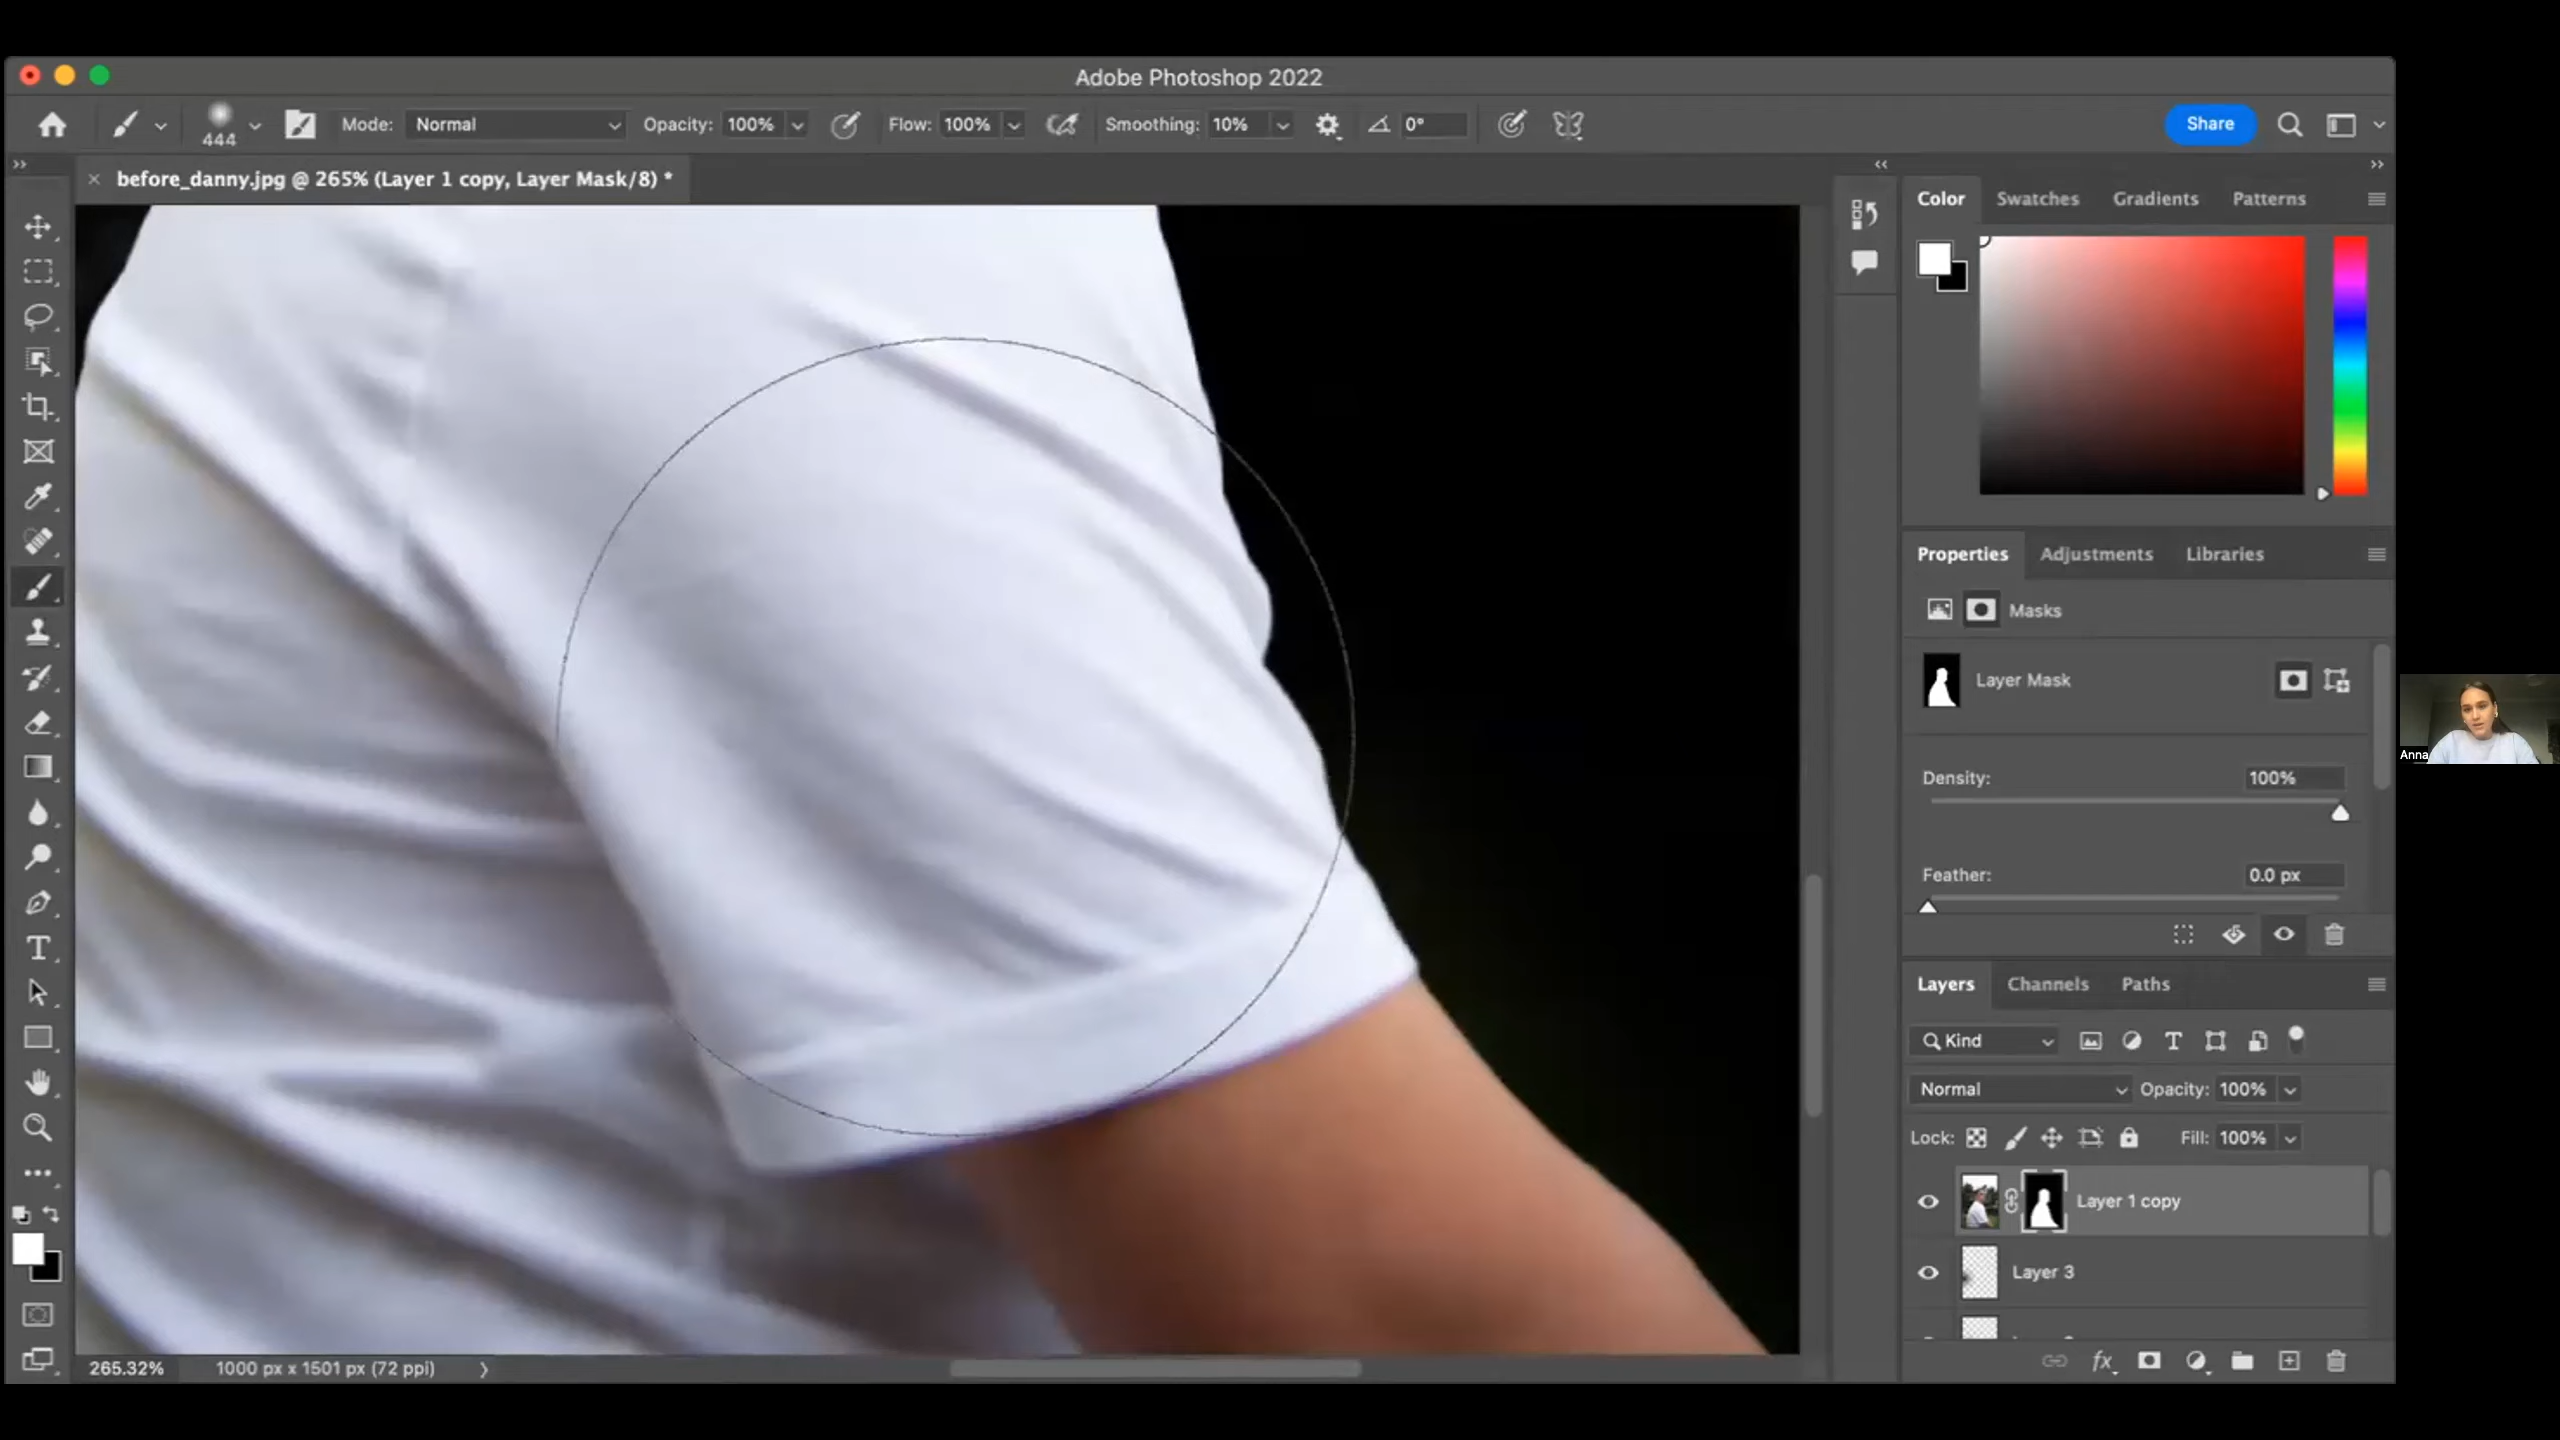 Adobe Photoshop 2022
444 Mode: Normal Opacity: 100% Flow: 100% Smoothing: 10% 0° Share
before_danny.jpg @ 265% (Layer 1 copy, Layer Mask/8) *
Color Swatches Gradients Patterns
Properties Adjustments Libraries
Masks
Layer Mask
Density: 100%
Feather: 0.0 px
Layers Channels Paths
Kind
Normal Opacity: 100%
Lock: Fill: 100%
Layer 1 copy
Layer 3
265.32% 1000 px x 1501 px (72 ppi)
Anna